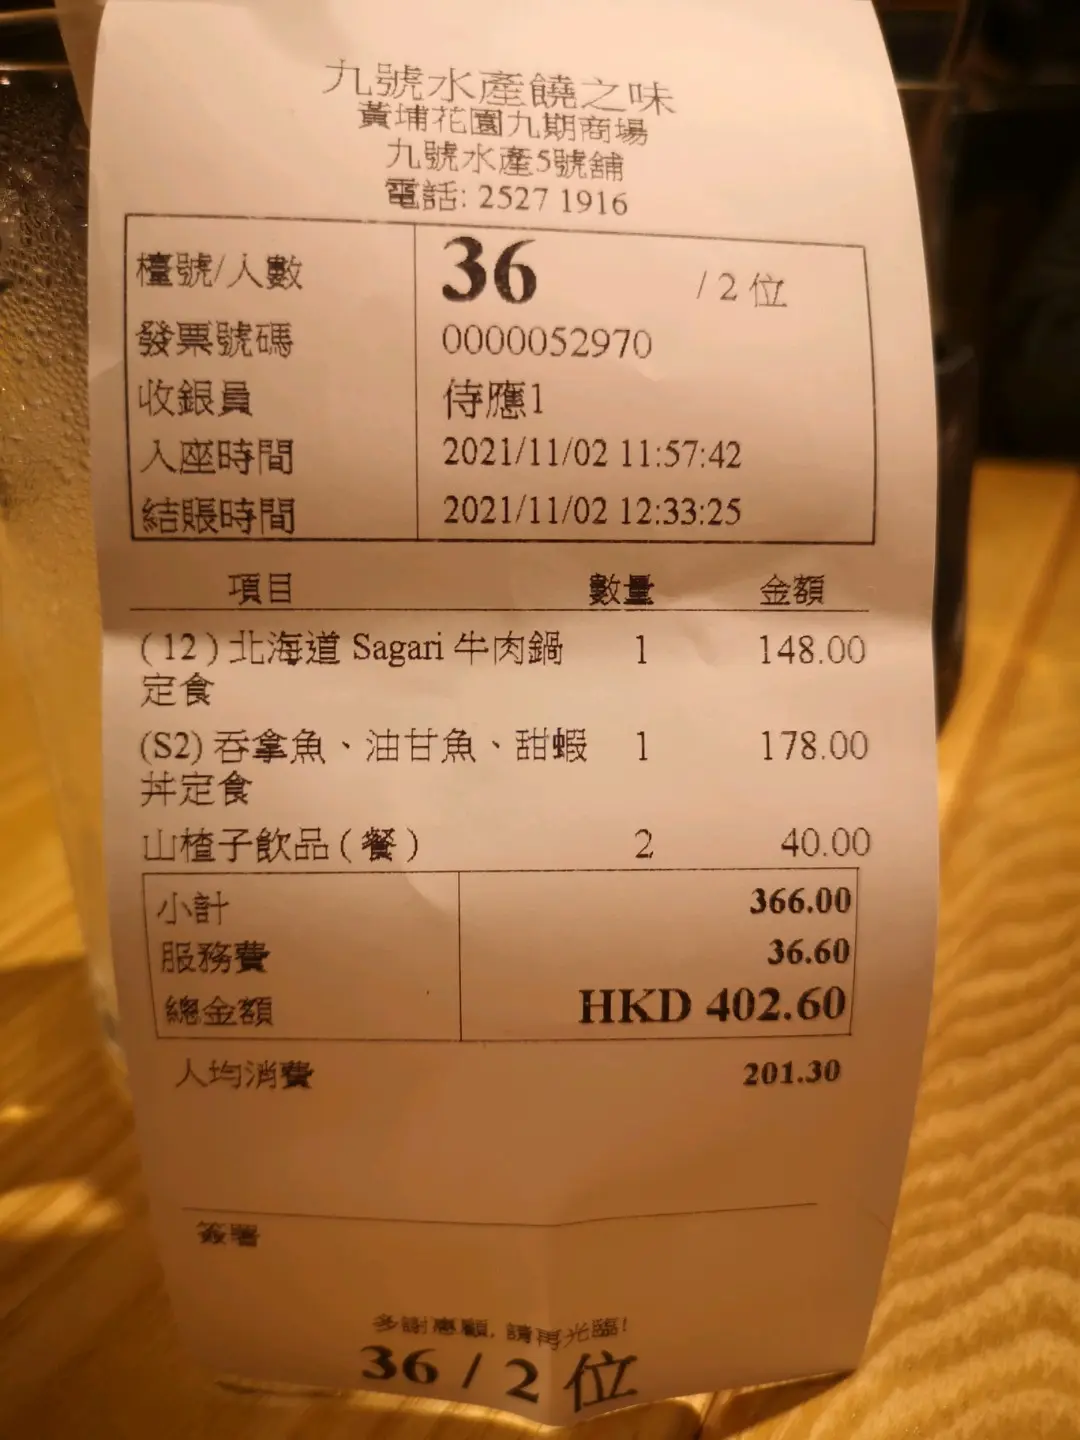 九號水產饒之味
黃埔花園九期商場
九號水產5號舖
電話: 2527 1916
檯號/人數 36 / 2 位
發票號碼 0000052970
收銀員 侍應1
入座時間 2021/11/02 11:57:42
結賬時間 2021/11/02 12:33:25
項目 數量 金額
(12) 北海道 Sagari 牛肉鍋 1 148.00
定食
(S2) 吞拿魚、油甘魚、甜蝦 1 178.00
丼定食
山楂子飲品 (餐) 2 40.00
小計 366.00
服務費 36.60
總金額 HKD 402.60
人均消費 201.30
簽署
多謝惠顧, 請再光臨!
36 / 2 位